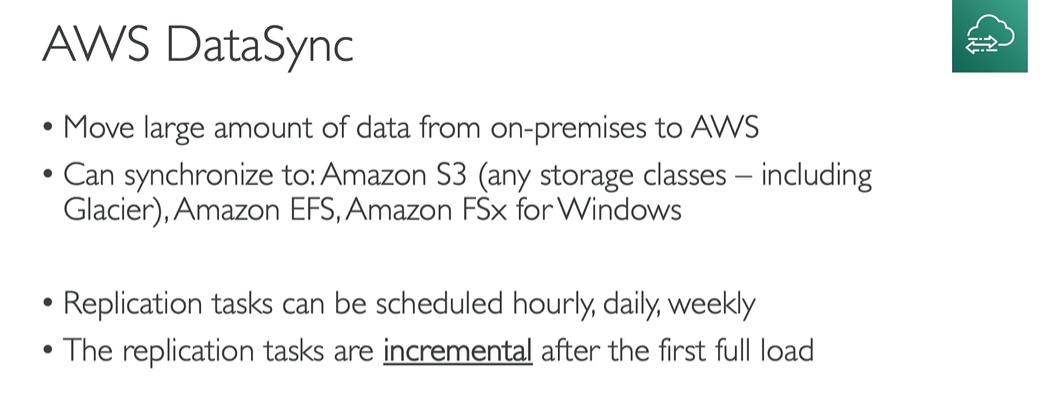 AWS DataSync
• Move large amount of data from on-premises to AWS
• Can synchronize to: Amazon S3 (any storage classes – including
Glacier), Amazon EFS, Amazon FSx for Windows
• Replication tasks can be scheduled hourly, daily, weekly
• The replication tasks are incremental after the first full load